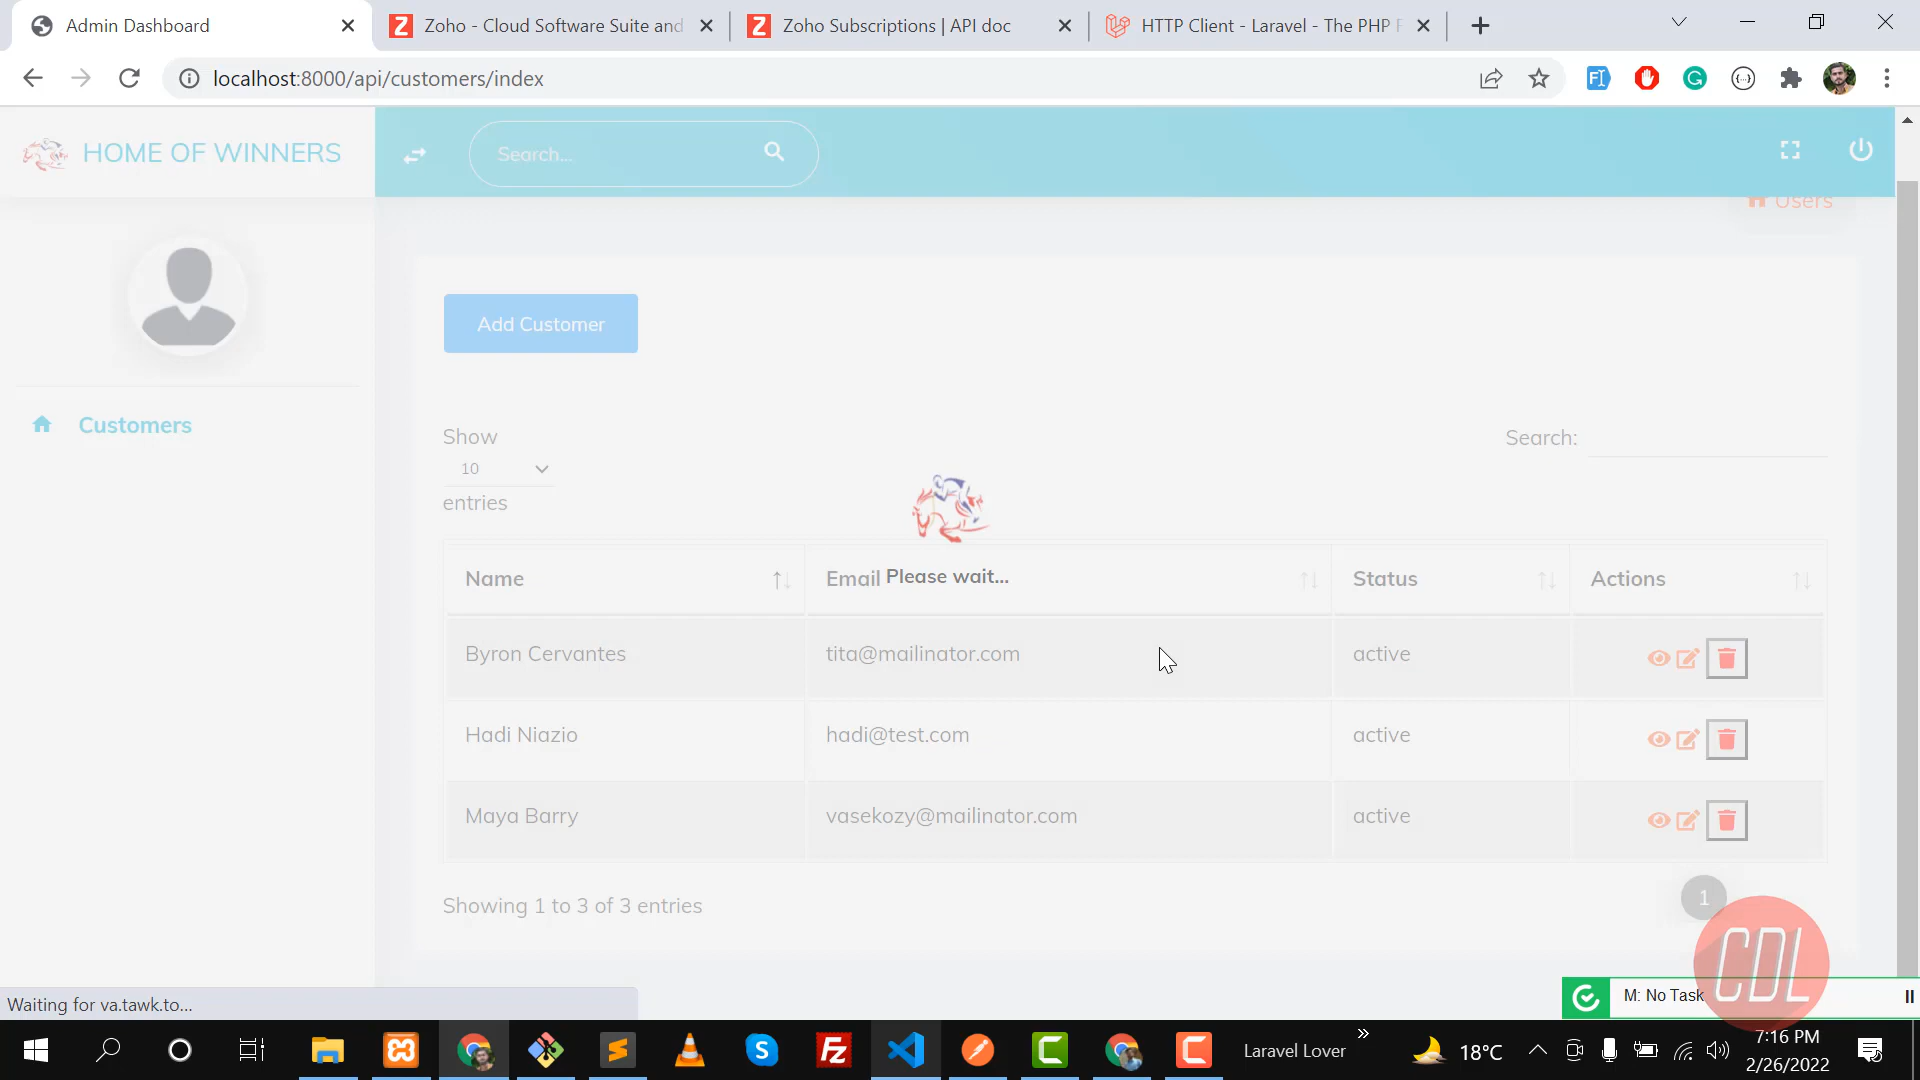 Admin Dashboard
Zoho - Cloud Software Suite and
Zoho Subscriptions | API doc
HTTP Client - Laravel - The PHP F
localhost:8000/api/customers/index
HOME OF WINNERS
Search...
Users
Add Customer
Customers
Show
10
entries
Search:
Please wait...
Name
Email
Status
Actions
Byron Cervantes
tita@mailinator.com
active
Hadi Niazio
hadi@test.com
active
Maya Barry
vasekozy@mailinator.com
active
Showing 1 to 3 of 3 entries
1
CDL
Waiting for va.tawk.to...
M: No Task
Laravel Lover
18°C
7:16 PM
2/26/2022